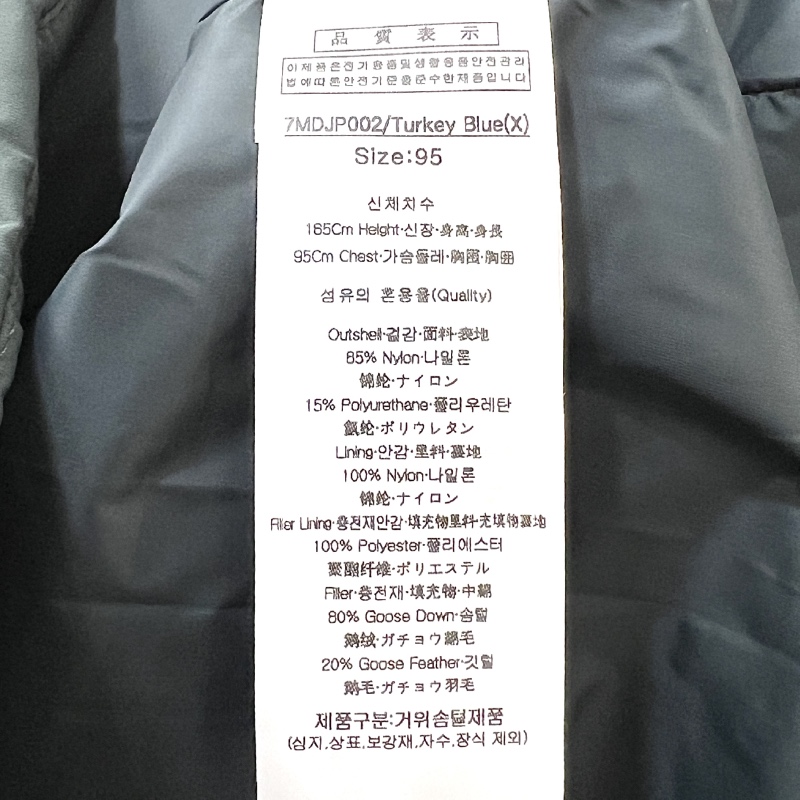 品質表示
이제품은전기용품및생활용품안전관리
법에따른안전기준을준수한제품입니다
7MDJP002/Turkey Blue(X)
Size:95
신체치수
165Cm Height·신장·身高·身長
95Cm Chest·가슴둘레·胸围·胸囲
섬유의 혼용율(Quality)
Outshell·겉감·面料·表地
85% Nylon·나일론
锦纶·ナイロン
15% Polyurethane·폴리우레탄
氨纶·ポリウレタン
Lining·안감·里料·裏地
100% Nylon·나일론
锦纶·ナイロン
Filler Lining·충전재안감·填充物里料·充填物裏地
100% Polyester·폴리에스터
聚酯纤维·ポリエステル
Filler·충전재·填充物·中綿
80% Goose Down·솜털
鹅绒·ガチョウ綿毛
20% Goose Feather·깃털
鹅毛·ガチョウ羽毛
제품구분:거위솜털제품
(심지,상표,보강재,자수,장식 제외)